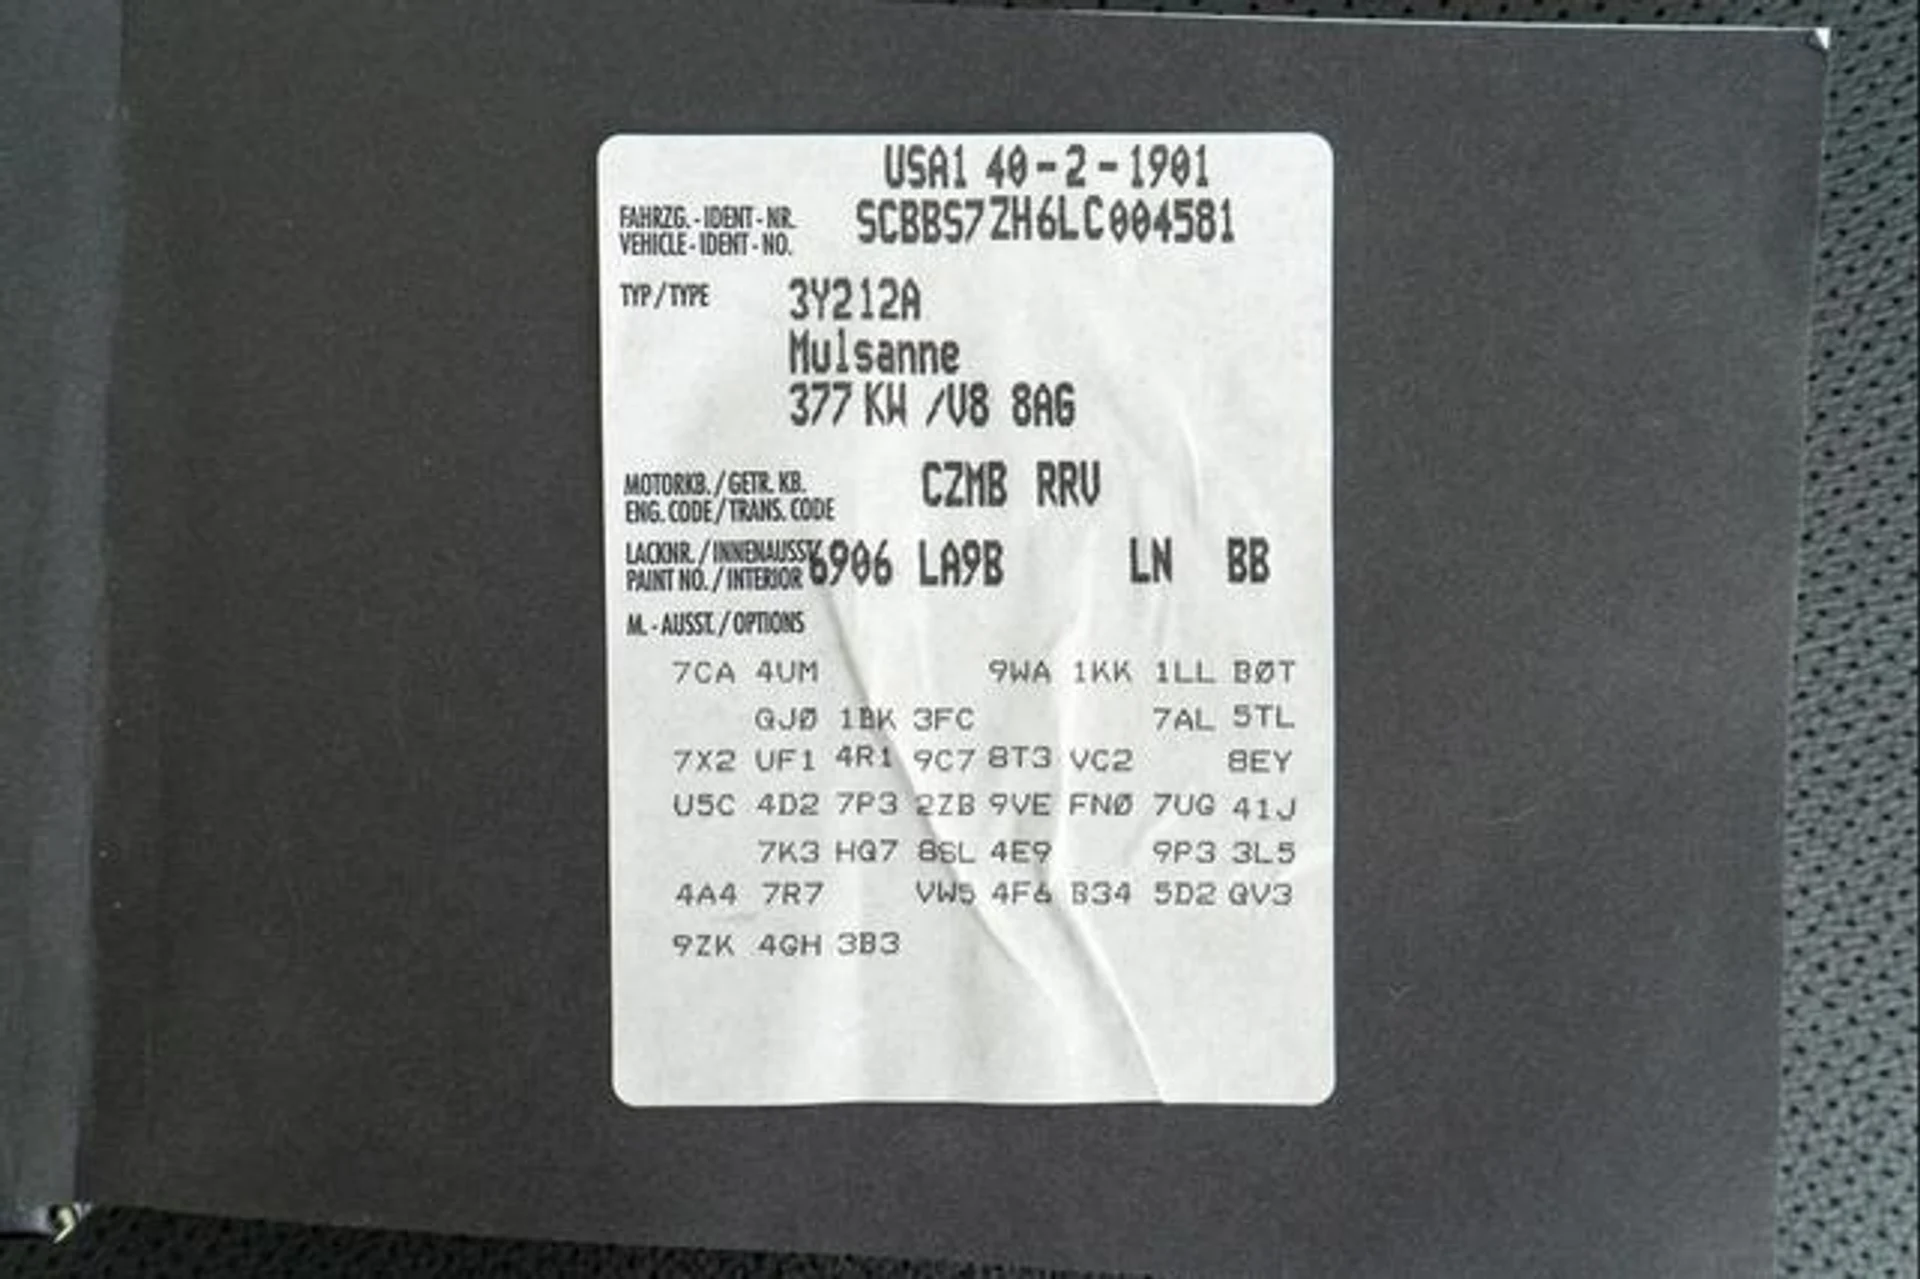 USA1 40-2-1901
FAHRZG.-IDENT-NR.
VEHICLE-IDENT-NO. SCBBS7ZH6LC004581
TYP/TYPE 3Y212A
Mulsanne
377 KW /V8 8AG
MOTORKB./GETR. KB.
ENG. CODE/TRANS. CODE CZMB RRV
LACKNR./INNENAUSST.
PAINT NO./INTERIOR 6906 LA9B LN BB
M.-AUSST./OPTIONS
7CA 4UM 9WA 1KK 1LL BØT
QJØ 1BK 3FC 7AL 5TL
7X2 UF1 4R1 9C7 8T3 VC2 8EY
U5C 4D2 7P3 2ZB 9VE FNØ 7UG 41J
7K3 HQ7 8SL 4E9 9P3 3L5
4A4 7R7 VW5 4F6 B34 5D2 QV3
9ZK 4GH 3B3